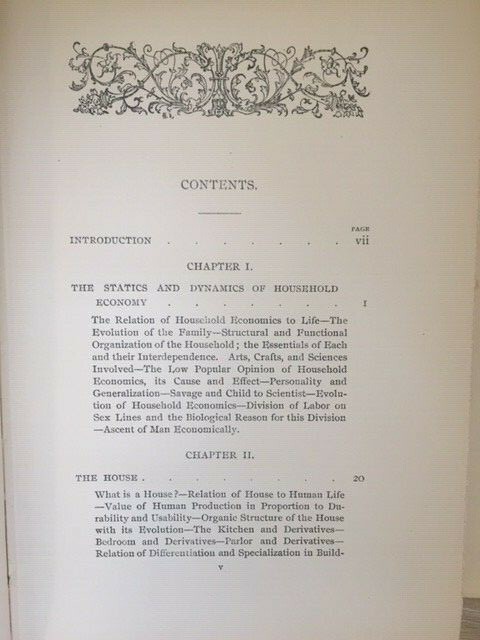 CONTENTS.
PAGE
INTRODUCTION . . . . . . . vii
CHAPTER I.
THE STATICS AND DYNAMICS OF HOUSEHOLD
ECONOMY . . . . . . . 1
The Relation of Household Economics to Life—The
Evolution of the Family—Structural and Functional
Organization of the Household; the Essentials of Each
and their Interdependence. Arts, Crafts, and Sciences
Involved—The Low Popular Opinion of Household
Economics, its Cause and Effect—Personality and
Generalization—Savage and Child to Scientist—Evolu-
tion of Household Economics—Division of Labor on
Sex Lines and the Biological Reason for this Division
—Ascent of Man Economically.
CHAPTER II.
THE HOUSE . . . . . . . . 20
What is a House?—Relation of House to Human Life
—Value of Human Production in Proportion to Du-
rability and Usability—Organic Structure of the House
with its Evolution—The Kitchen and Derivatives—
Bedroom and Derivatives—Parlor and Derivatives—
Relation of Differentiation and Specialization in Build-
v